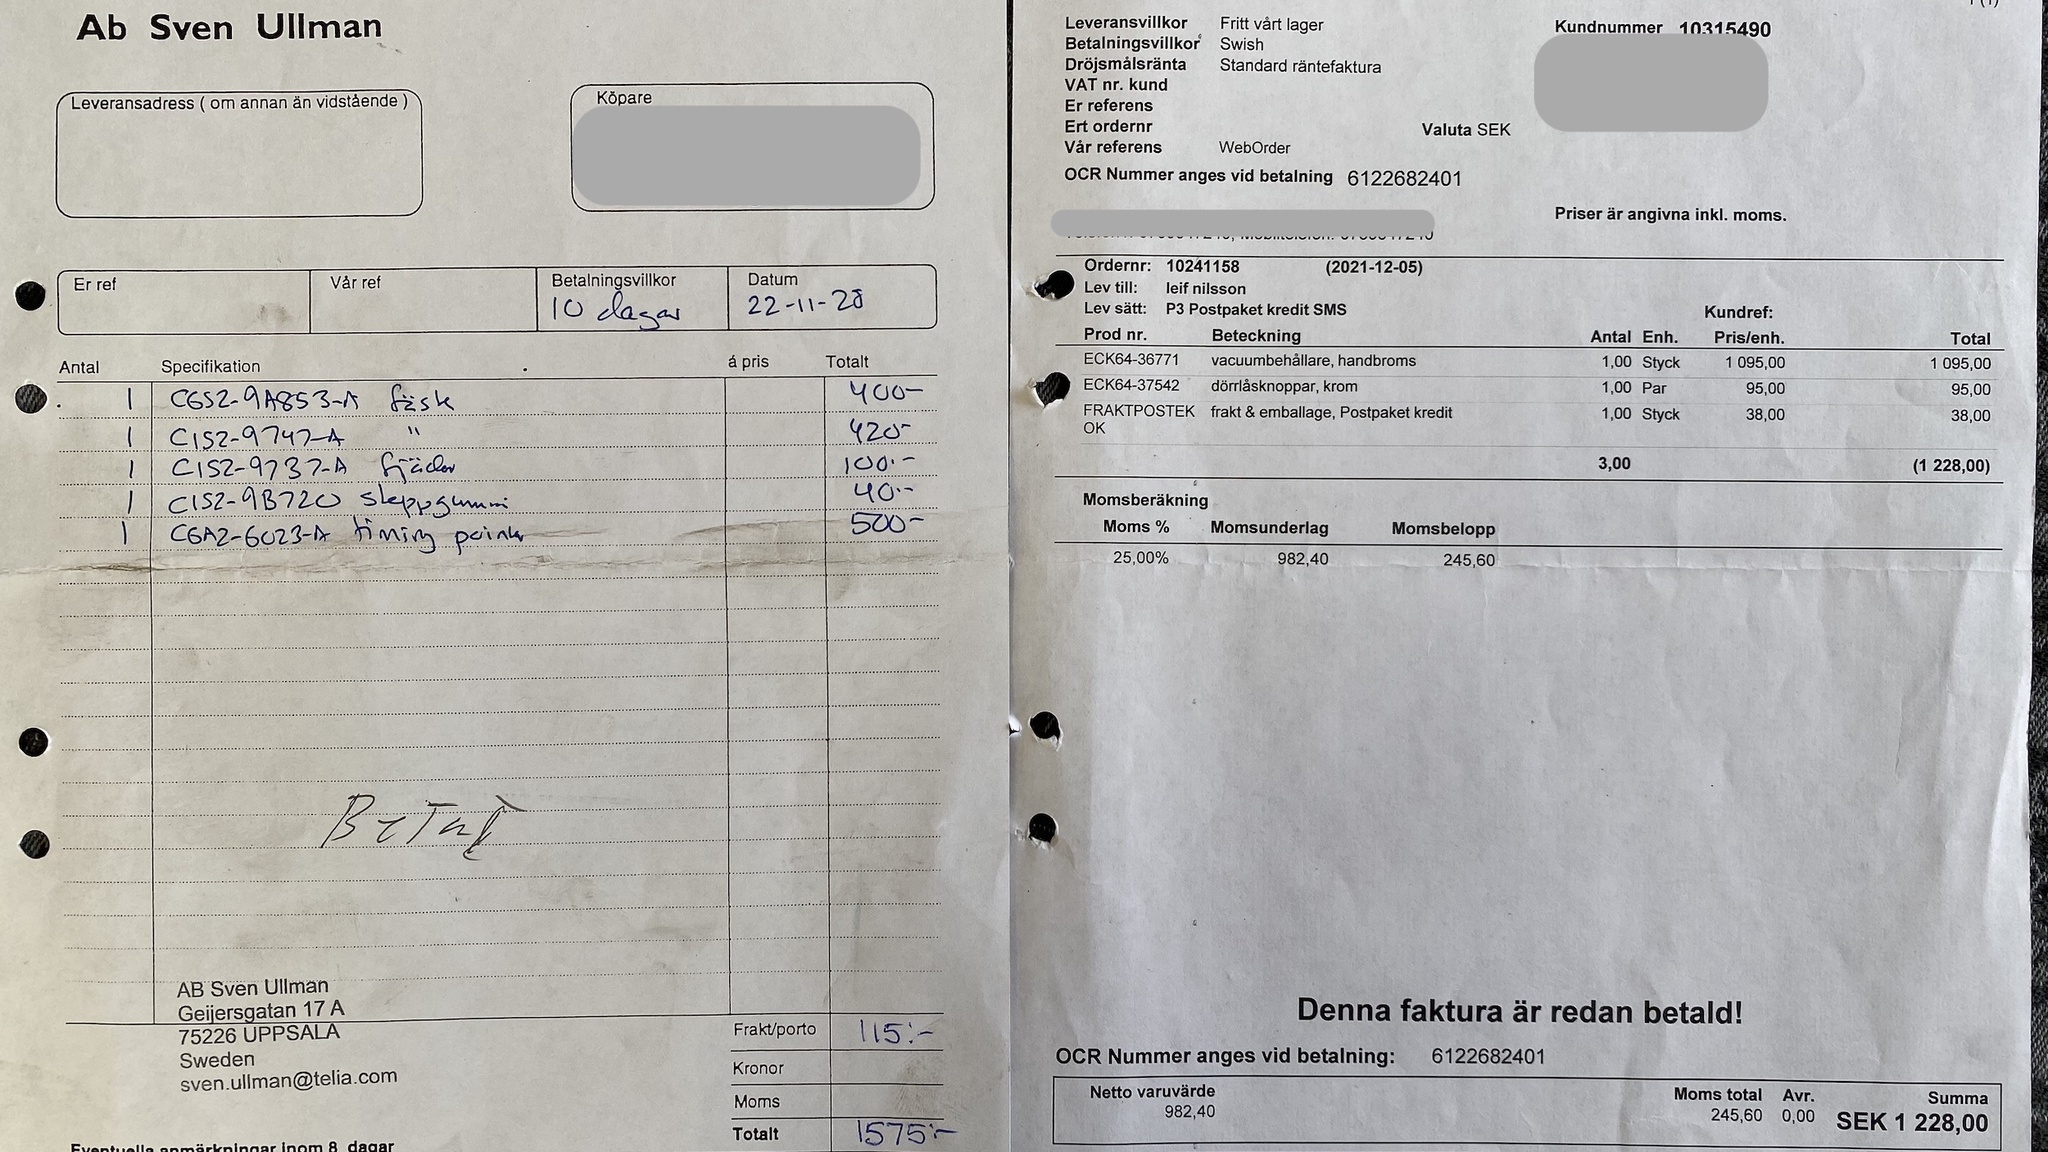 Ab Sven Ullman
Leveransadress ( om annan än vidstående )
Köpare
Er ref
Vår ref
Betalningsvillkor
10 dagar
Datum
22-11-28
Antal Specifikation á pris Totalt
1 C6S2-9A853-A fäste 400-
1 C1S2-9747-A " 420-
1 C1S2-9737-A fjäder 100:-
1 C1S2-9B720 släppgummi 40:-
1 C6A2-6023-A timing pointer 500-
Betalt
AB Sven Ullman
Geijersgatan 17 A
75226 UPPSALA
Sweden
sven.ullman@telia.com
Frakt/porto 115:-
Kronor
Moms
Totalt 1575:-
Eventuella anmärkningar inom 8 dagar
1 (1)
Leveransvillkor Fritt vårt lager
Betalningsvillkor Swish
Dröjsmålsränta Standard räntefaktura
VAT nr. kund
Er referens
Ert ordernr
Vår referens WebOrder
Kundnummer 10315490
Valuta SEK
OCR Nummer anges vid betalning 6122682401
Priser är angivna inkl. moms.
Ordernr: 10241158 (2021-12-05)
Lev till: leif nilsson
Lev sätt: P3 Postpaket kredit SMS
Kundref:
Prod nr. Beteckning Antal Enh. Pris/enh. Total
ECK64-36771 vacuumbehållare, handbroms 1,00 Styck 1 095,00 1 095,00
ECK64-37542 dörrlåsknoppar, krom 1,00 Par 95,00 95,00
FRAKTPOSTEK frakt & emballage, Postpaket kredit 1,00 Styck 38,00 38,00
OK
3,00 (1 228,00)
Momsberäkning
Moms % Momsunderlag Momsbelopp
25,00% 982,40 245,60
Denna faktura är redan betald!
OCR Nummer anges vid betalning: 6122682401
Netto varuvärde Moms total Avr. Summa
982,40 245,60 0,00 SEK 1 228,00